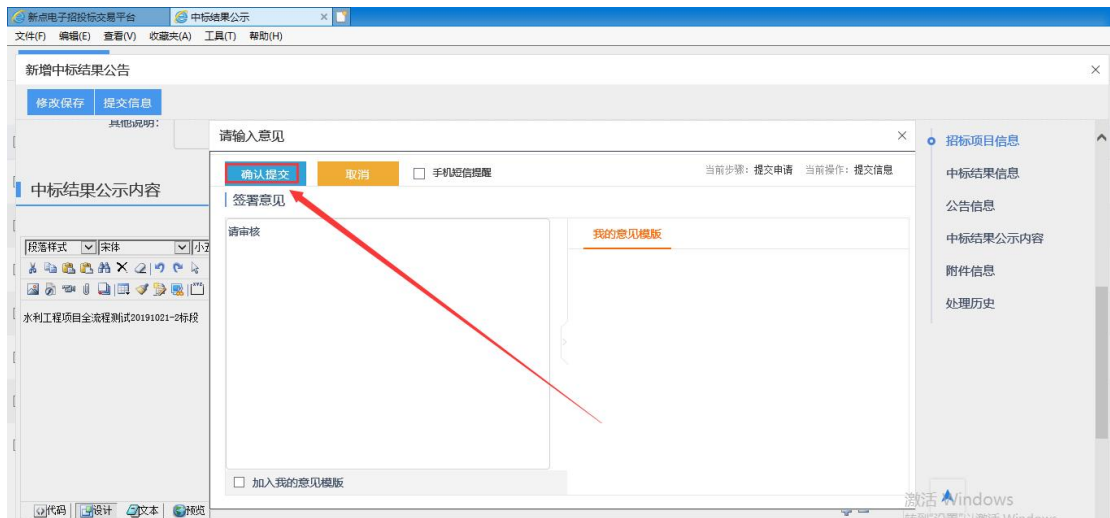 新点电子招投标交易平台
中标结果公示
文件(F) 编辑(E) 查看(V) 收藏夹(A) 工具(T) 帮助(H)
新增中标结果公告
修改保存 提交信息
其他说明:
请输入意见
确认提交 取消 手机短信提醒 当前步骤: 提交申请 当前操作: 提交信息
签署意见
请审核
我的意见模版
加入我的意见模版
中标结果公示内容
段落样式 宋体 小五
水利工程项目全流程测试20191021-2标段
代码 设计 文本 预览
招标项目信息
中标结果信息
公告信息
中标结果公示内容
附件信息
处理历史
激活 Windows